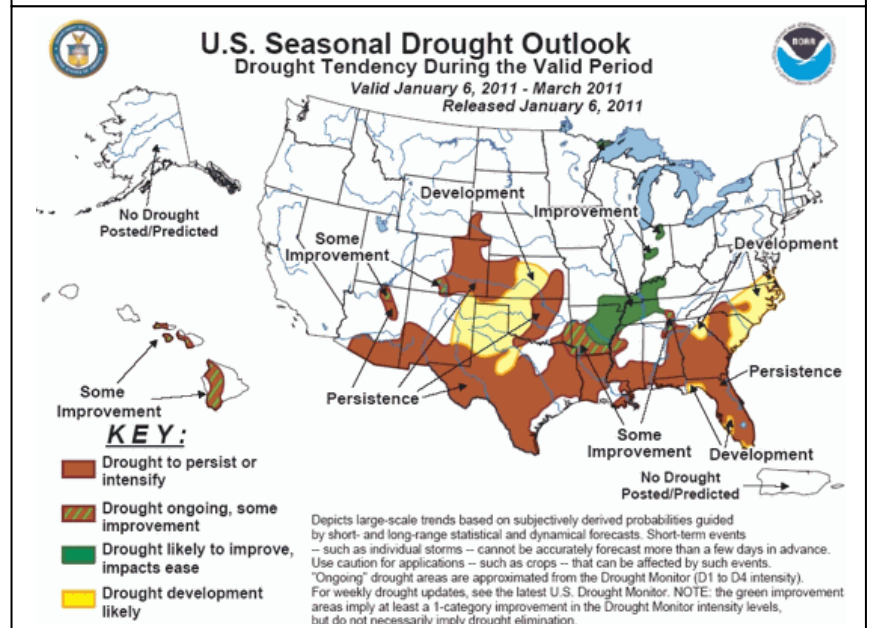 U.S. Seasonal Drought Outlook
Drought Tendency During the Valid Period
Valid January 6, 2011 - March 2011
Released January 6, 2011
NOAA
No Drought
Posted/Predicted
Development
Improvement
Some
Improvement
Development
Persistence
Persistence
Some
Improvement
Some
Improvement
Development
No Drought
Posted/Predicted
KEY:
Drought to persist or
intensify
Drought ongoing, some
improvement
Drought likely to improve,
impacts ease
Drought development
likely
Depicts large-scale trends based on subjectively derived probabilities guided
by short- and long-range statistical and dynamical forecasts. Short-term events
-- such as individual storms -- cannot be accurately forecast more than a few days in advance.
Use caution for applications -- such as crops -- that can be affected by such events.
"Ongoing" drought areas are approximated from the Drought Monitor (D1 to D4 intensity).
For weekly drought updates, see the latest U.S. Drought Monitor. NOTE: the green improvement
areas imply at least a 1-category improvement in the Drought Monitor intensity levels,
but do not necessarily imply drought elimination.